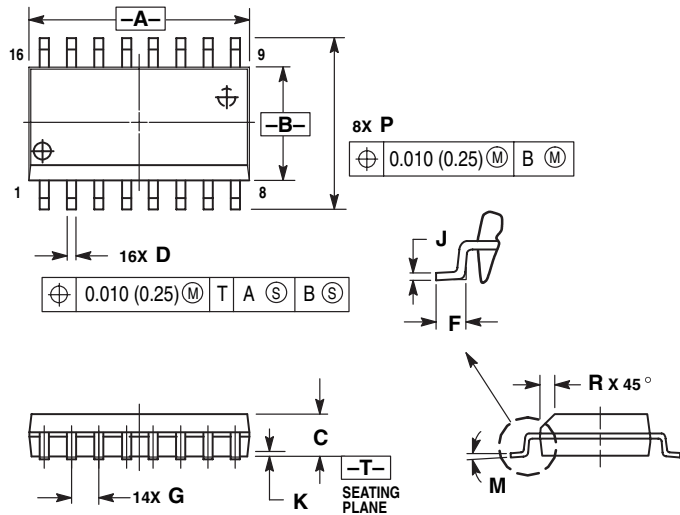 –A–
16
9
–B–
8X P
⌖ 0.010 (0.25) Ⓜ B Ⓜ
1
8
16X D
⌖ 0.010 (0.25) Ⓜ T A Ⓢ B Ⓢ
J
F
R X 45°
C
–T–
SEATING
PLANE
14X G
K
M